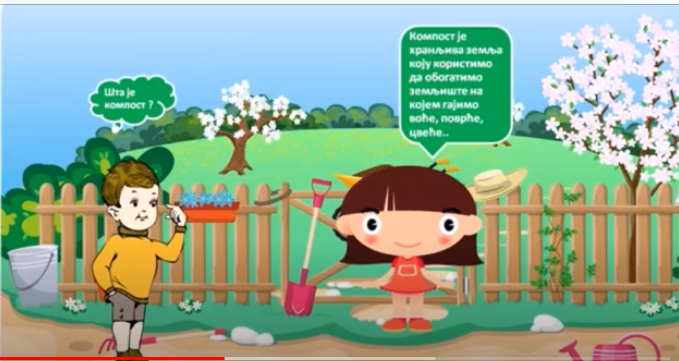 Шта је
компост ?
Компост је
хранљива земља
коју користимо
да обогатимо
земљиште на
којем гајимо
воће, поврће,
цвеће..